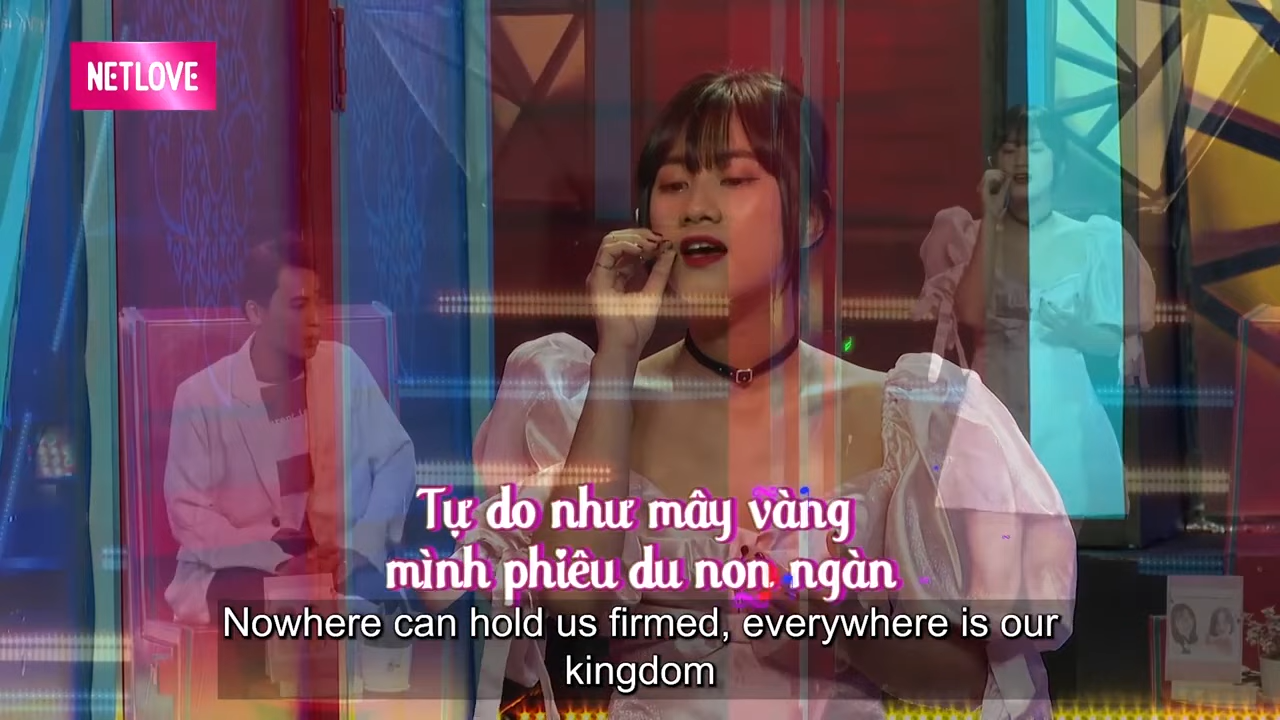 NETLOVE
Tự do như mây vàng
mình phiêu du non ngàn
Nowhere can hold us firmed, everywhere is our
kingdom